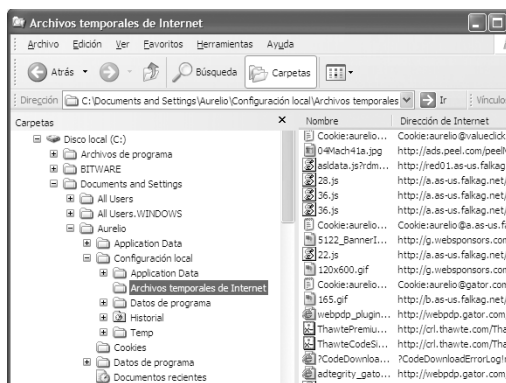 Archivos temporales de Internet
Archivo Edición Ver Favoritos Herramientas Ayuda
Atrás Búsqueda Carpetas
Dirección C:\Documents and Settings\Aurelio\Configuración local\Archivos temporales Ir Vínculo
Carpetas
Disco local (C:)
Archivos de programa
BITWARE
Documents and Settings
All Users
All Users.WINDOWS
Aurelio
Application Data
Configuración local
Application Data
Archivos temporales de Internet
Datos de programa
Historial
Temp
Cookies
Datos de programa
Documentos recientes
Nombre Dirección de Internet
Cookie:aurelio... Cookie:aurelio@valueclick
04Mach41a.jpg http://ads.peel.com/peelM
asldata.js?rdm... http://red01.as-us.falkag
28.js http://a.as-us.falkag.net/
36.js http://a.as-us.falkag.net/
36.js http://a.as-us.falkag.net/
Cookie:aurelio... Cookie:aurelio@a.as-us.fa
5122_BannerI... http://g.websponsors.com
22.js http://a.as-us.falkag.net/
120x600.gif http://g.websponsors.com
Cookie:aurelio... Cookie:aurelio@gator.com
165.gif http://b.as-us.falkag.net/
webpdp_plugin... http://webpdp.gator.com
ThawtePremiu... http://crl.thawte.com/Tha
ThawteCodeSi... http://crl.thawte.com/Tha
?CodeDownloa... ?CodeDownloadErrorLog!n
adtegrity_gato... http://webpdp.gator.com